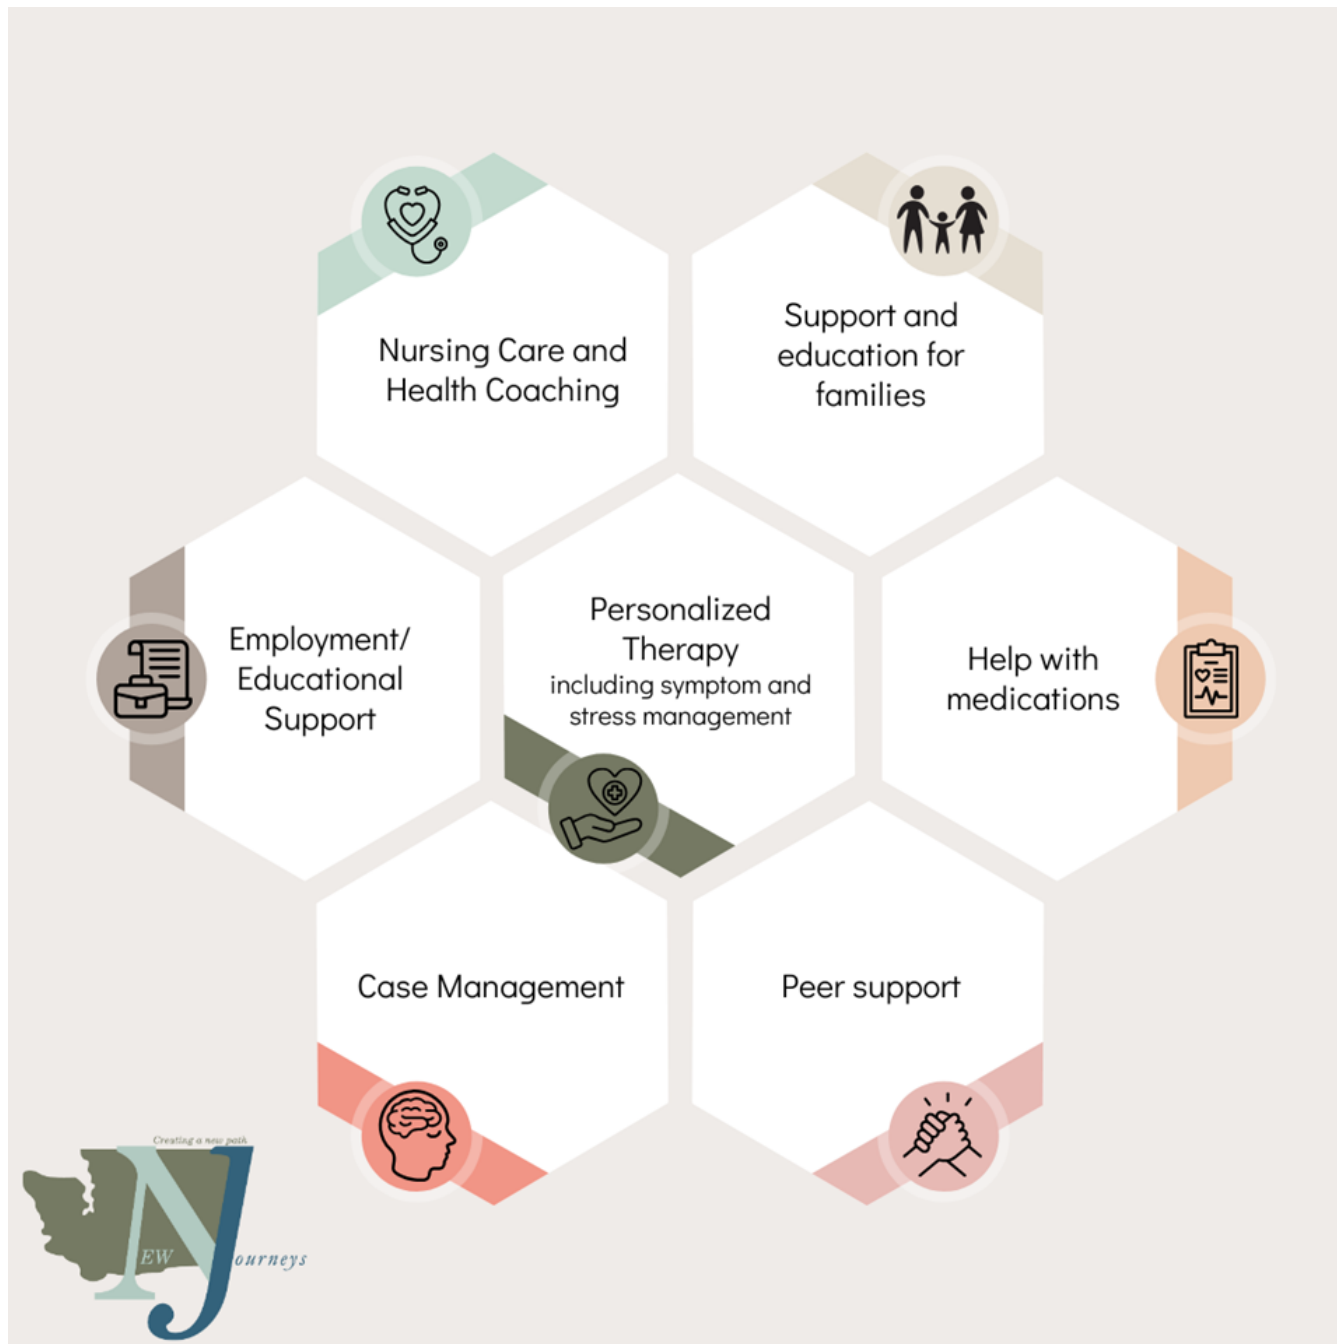 Nursing Care and
Health Coaching
Support and
education for
families
Employment/
Educational
Support
Personalized
Therapy
including symptom and
stress management
Help with
medications
Case Management
Peer support
Creating a new path
NEW Journeys